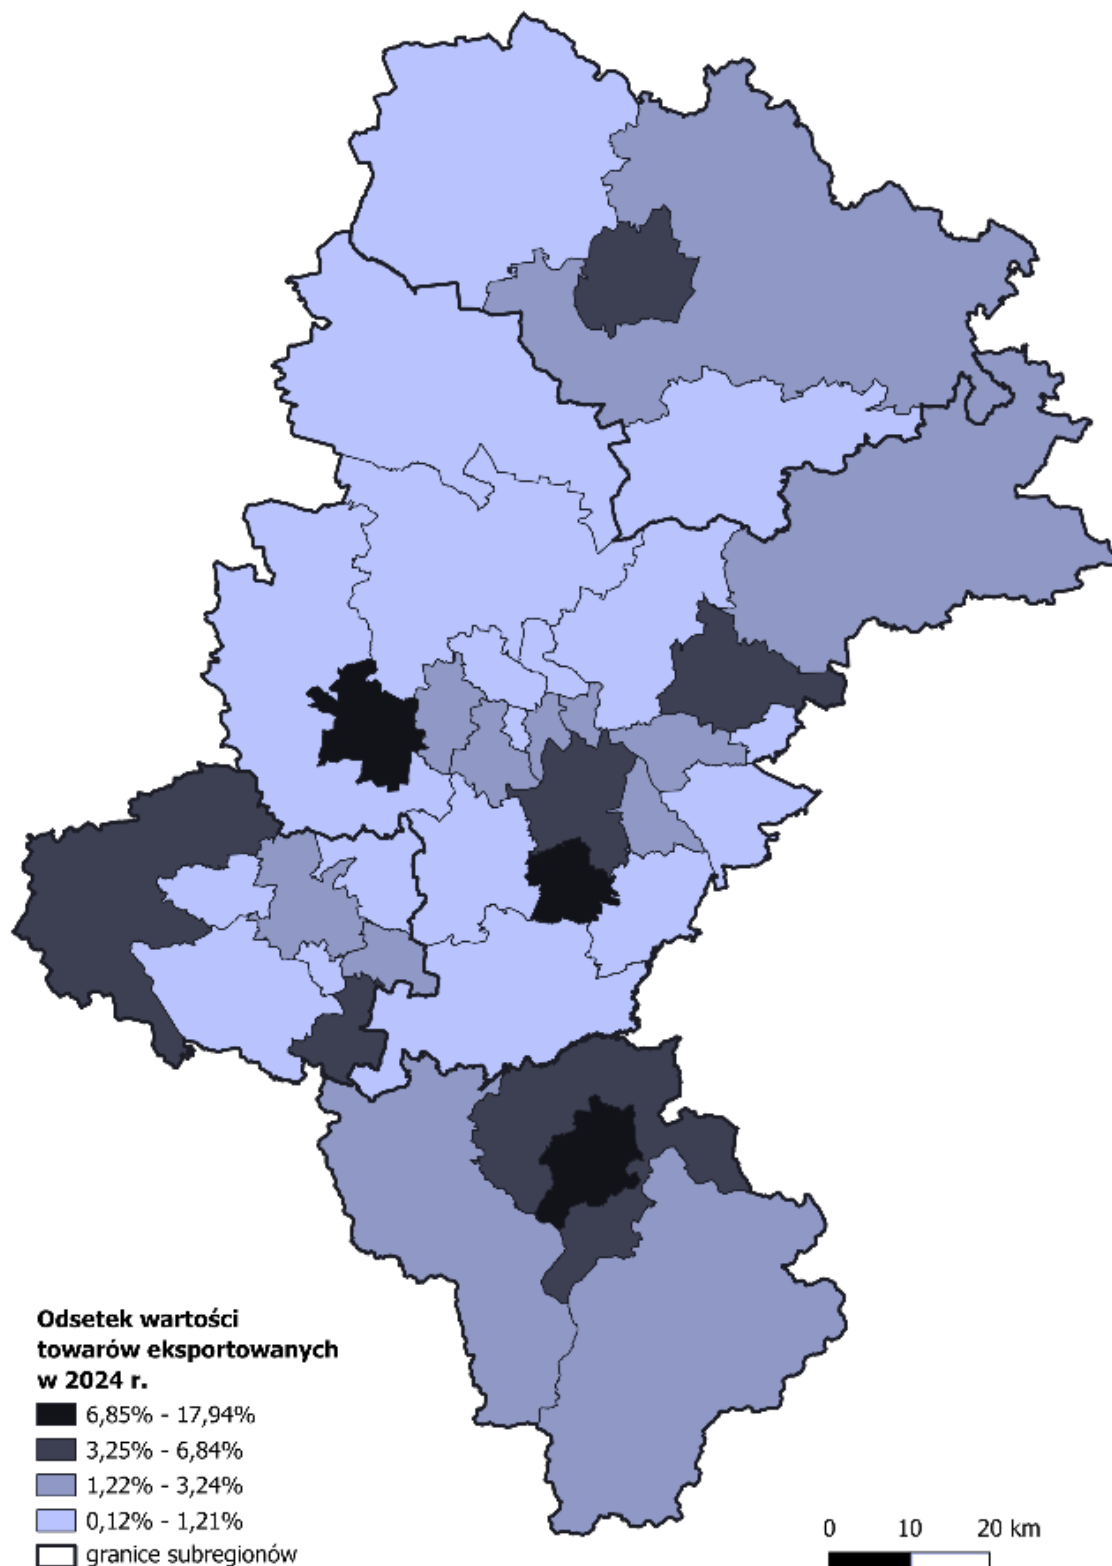 Odsetek wartości
towarów eksportowanych
w 2024 r.
6,85% - 17,94%
3,25% - 6,84%
1,22% - 3,24%
0,12% - 1,21%
granice subregionów
0 10 20 km